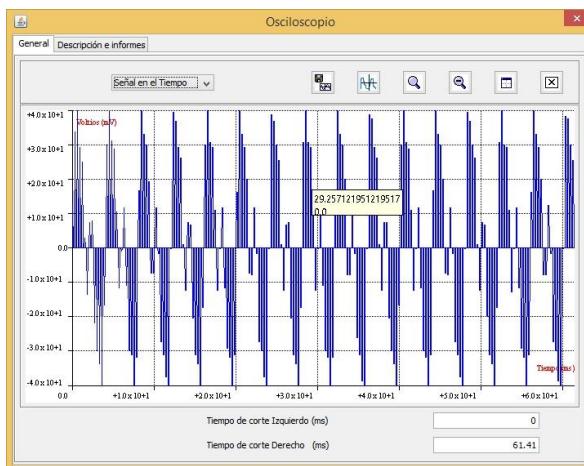 Osciloscopio
General
Descripción e informes
Señal en el Tiempo
+4.0 x 10+1
Voltios (mV)
+3.0 x 10+1
+2.0 x 10+1
29.257121951219517
0.0
+1.0 x 10+1
0.0
-1.0 x 10+1
-2.0 x 10+1
-3.0 x 10+1
Tiempo (ms)
-4.0 x 10+1
0.0
+1.0 x 10+1
+2.0 x 10+1
+3.0 x 10+1
+4.0 x 10+1
+5.0 x 10+1
+6.0 x 10+1
Tiempo de corte Izquierdo (ms)
0
Tiempo de corte Derecho (ms)
61.41